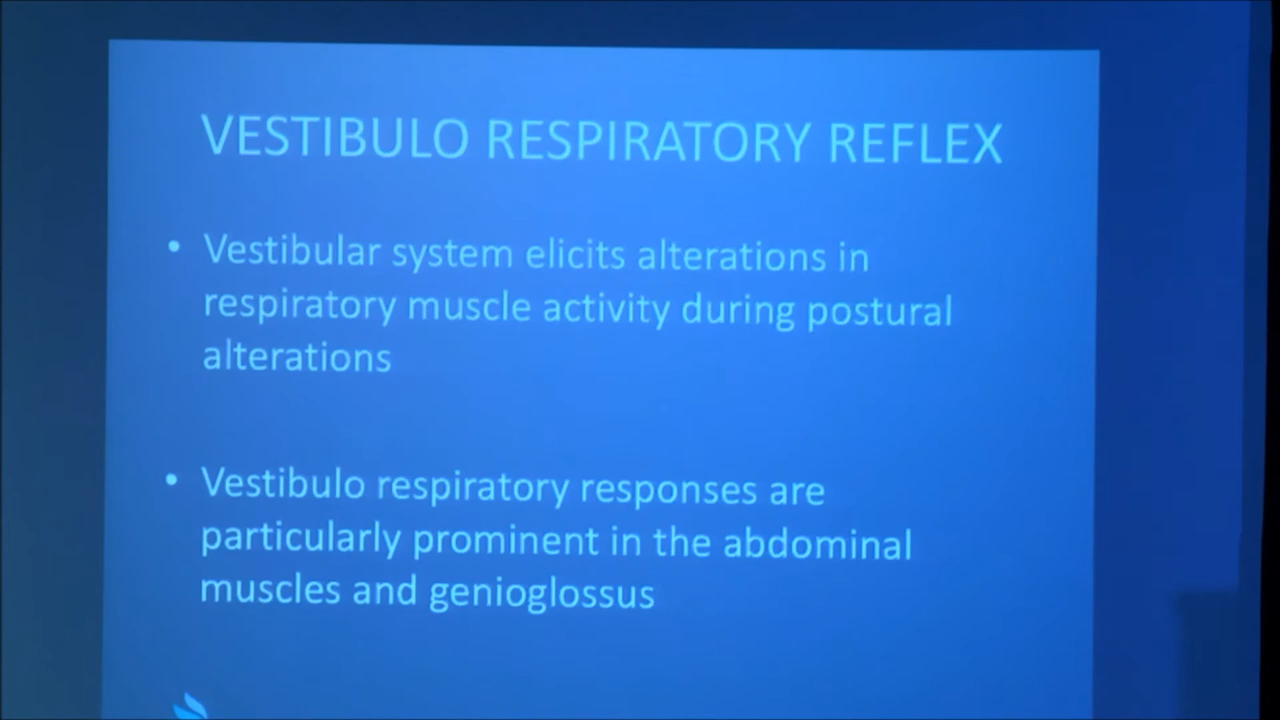 VESTIBULO RESPIRATORY REFLEX
• Vestibular system elicits alterations in
respiratory muscle activity during postural
alterations
• Vestibulo respiratory responses are
particularly prominent in the abdominal
muscles and genioglossus